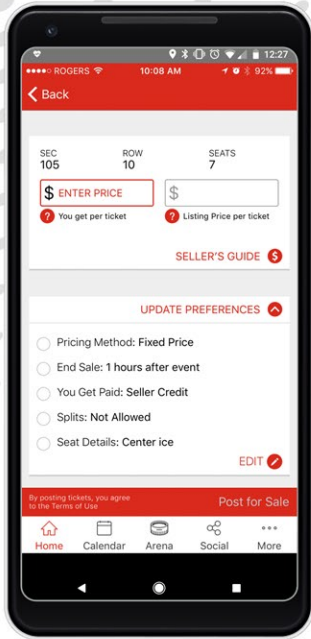 12:27
ROGERS 10:08 AM 92%
Back
SEC ROW SEATS
105 10 7
$ ENTER PRICE $
? You get per ticket ? Listing Price per ticket
SELLER'S GUIDE $
UPDATE PREFERENCES
Pricing Method: Fixed Price
End Sale: 1 hours after event
You Get Paid: Seller Credit
Splits: Not Allowed
Seat Details: Center ice
EDIT
By posting tickets, you agree
to the Terms of Use
Post for Sale
Home Calendar Arena Social More